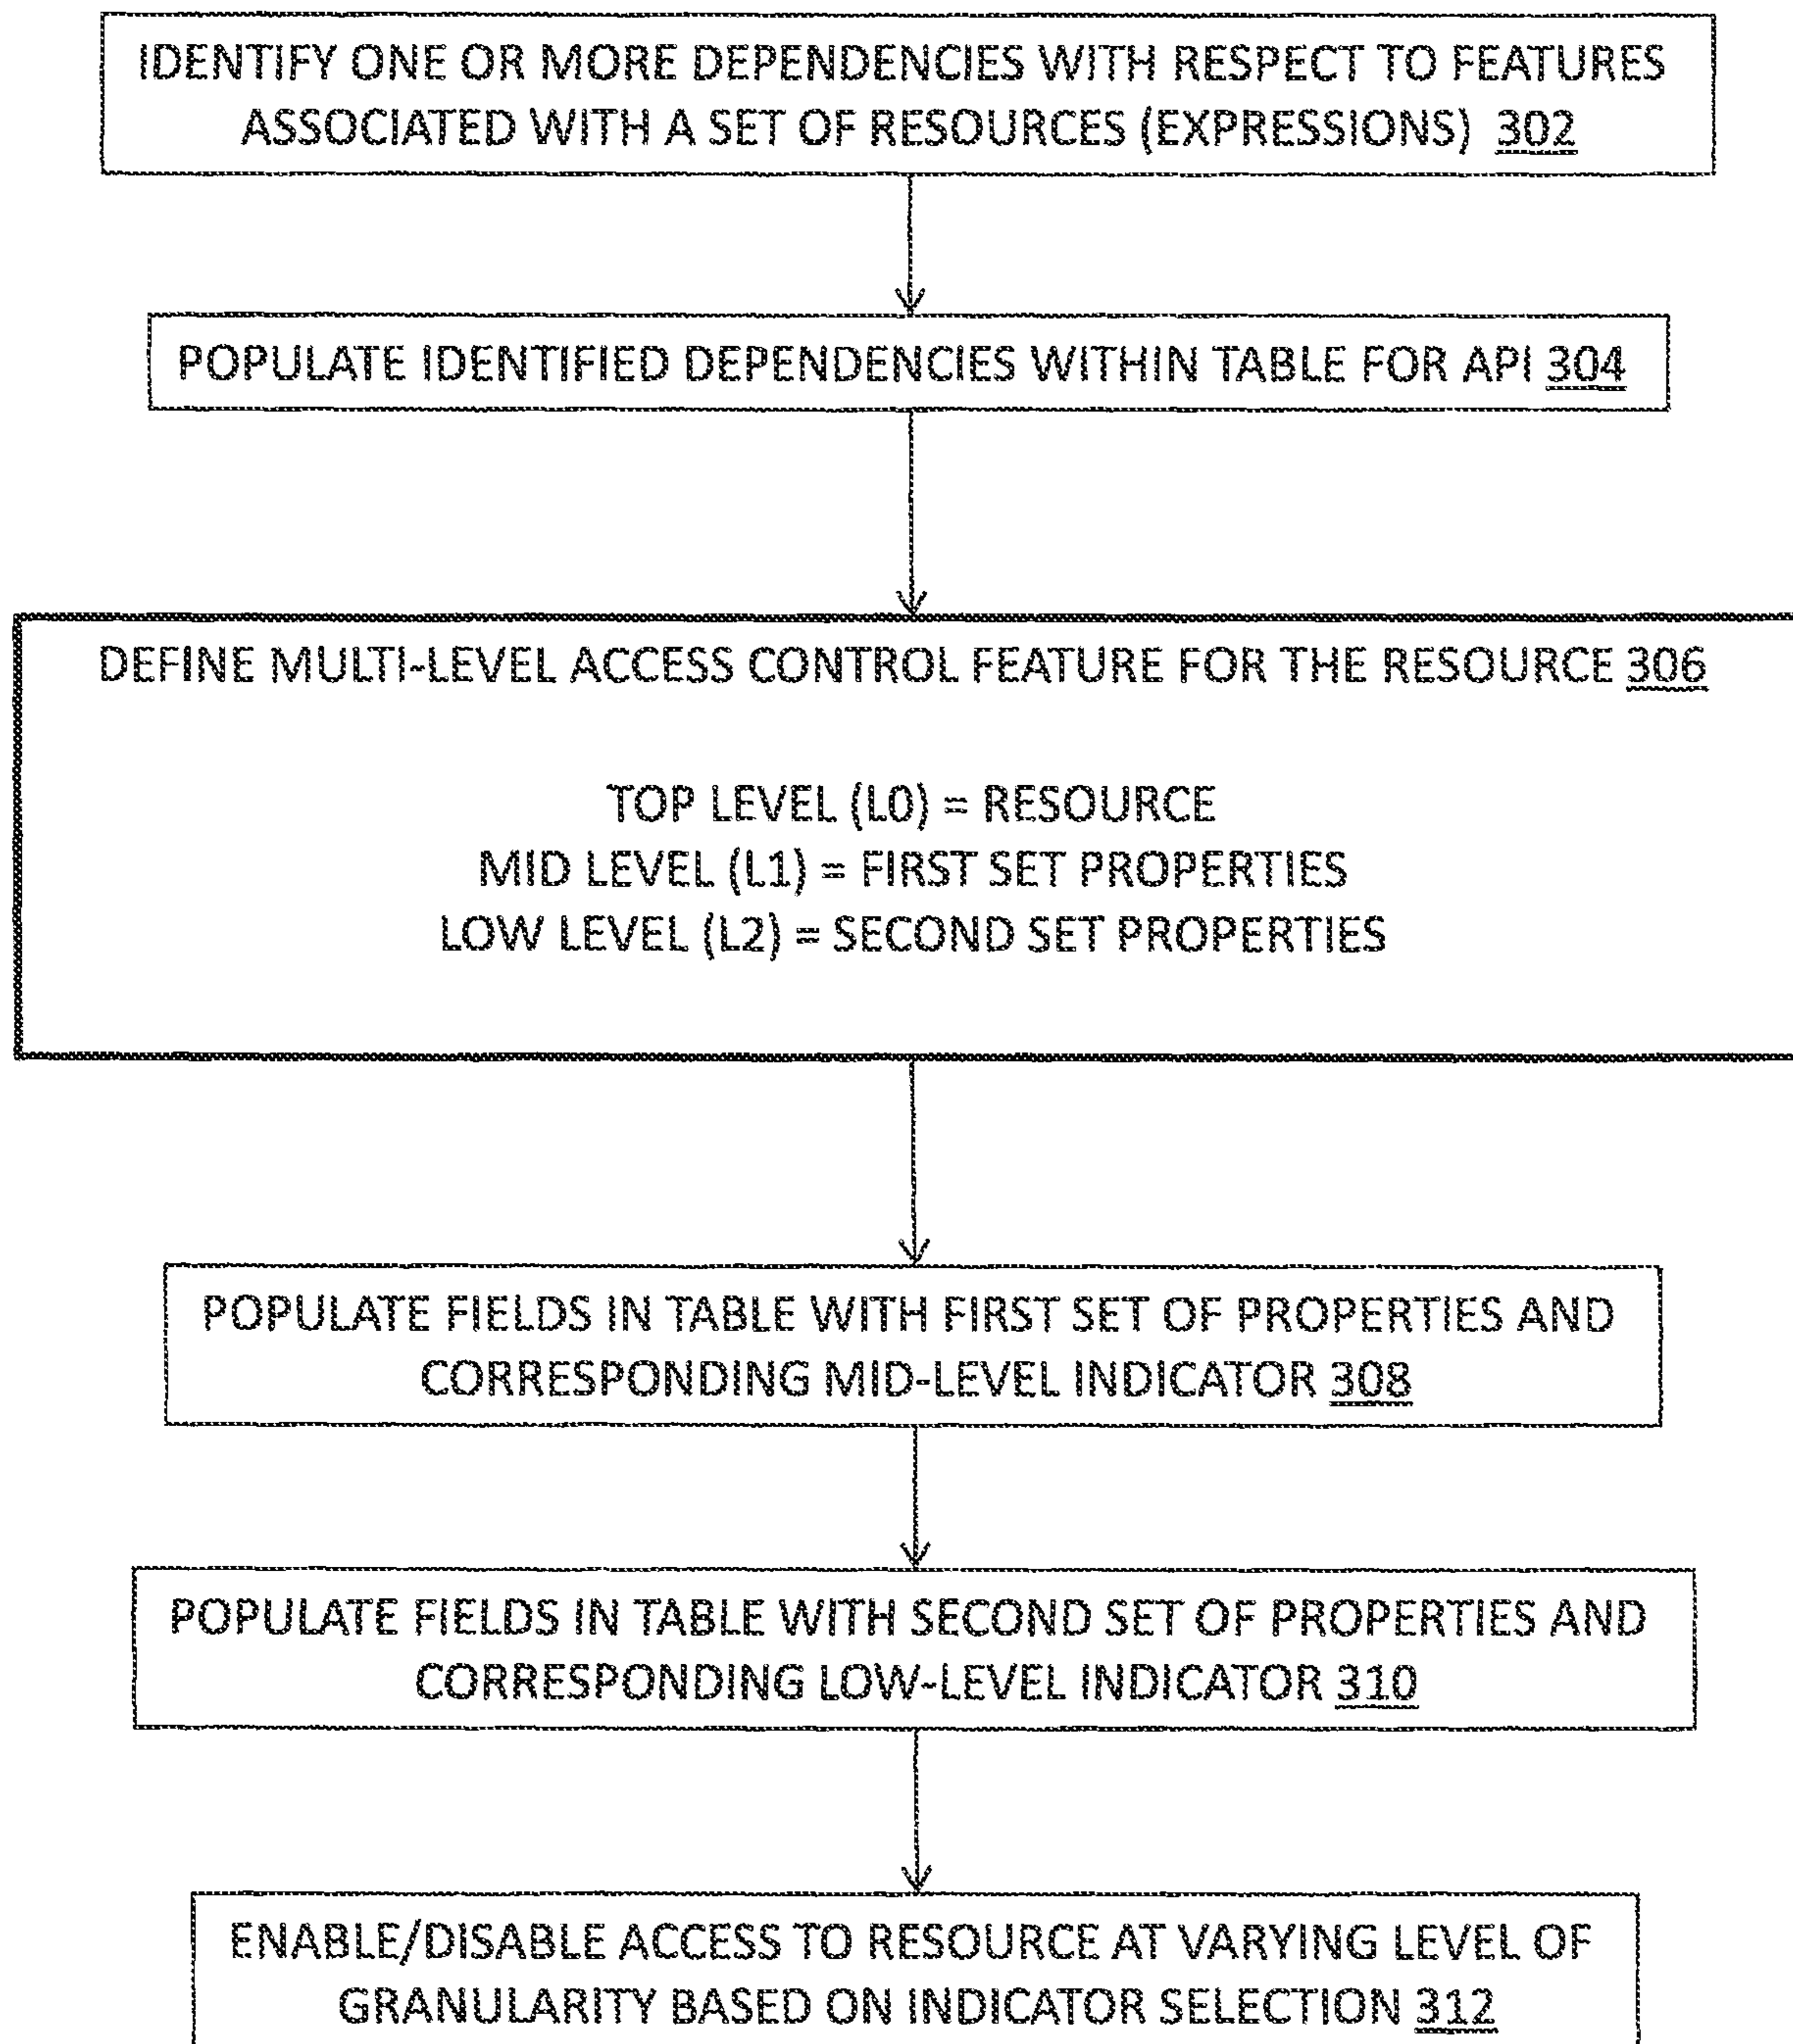 IDENTIFY ONE OR MORE DEPENDENCIES WITH RESPECT TO FEATURES
ASSOCIATED WITH A SET OF RESOURCES (EXPRESSIONS) 302
POPULATE IDENTIFIED DEPENDENCIES WITHIN TABLE FOR API 304
DEFINE MULTI-LEVEL ACCESS CONTROL FEATURE FOR THE RESOURCE 306
TOP LEVEL (L0) = RESOURCE
MID LEVEL (L1) = FIRST SET PROPERTIES
LOW LEVEL (L2) = SECOND SET PROPERTIES
POPULATE FIELDS IN TABLE WITH FIRST SET OF PROPERTIES AND
CORRESPONDING MID-LEVEL INDICATOR 308
POPULATE FIELDS IN TABLE WITH SECOND SET OF PROPERTIES AND
CORRESPONDING LOW-LEVEL INDICATOR 310
ENABLE/DISABLE ACCESS TO RESOURCE AT VARYING LEVEL OF
GRANULARITY BASED ON INDICATOR SELECTION 312